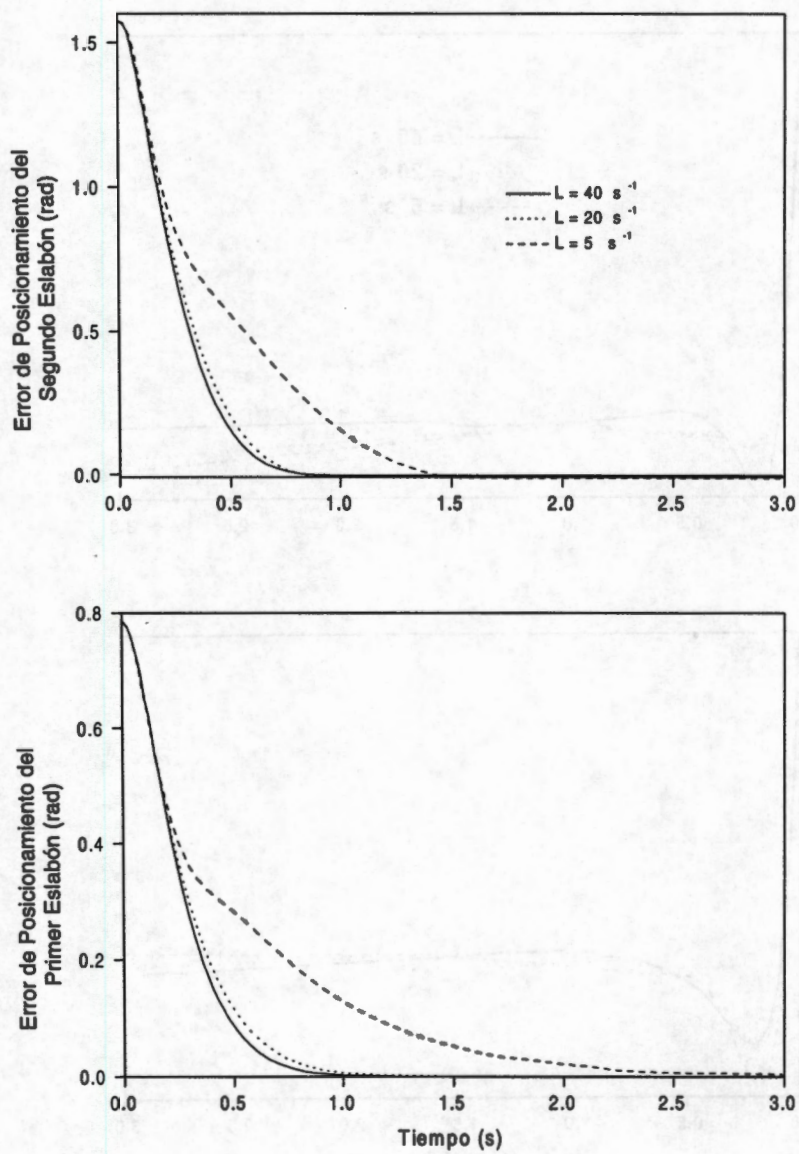 Error de Posicionamiento del
Segundo Eslabón (rad)
1.5
1.0
0.5
0.0
L = 40 s⁻¹
L = 20 s⁻¹
L = 5 s⁻¹
0.0 0.5 1.0 1.5 2.0 2.5 3.0
Error de Posicionamiento del
Primer Eslabón (rad)
0.8
0.6
0.4
0.2
0.0
0.0 0.5 1.0 1.5 2.0 2.5 3.0
Tiempo (s)